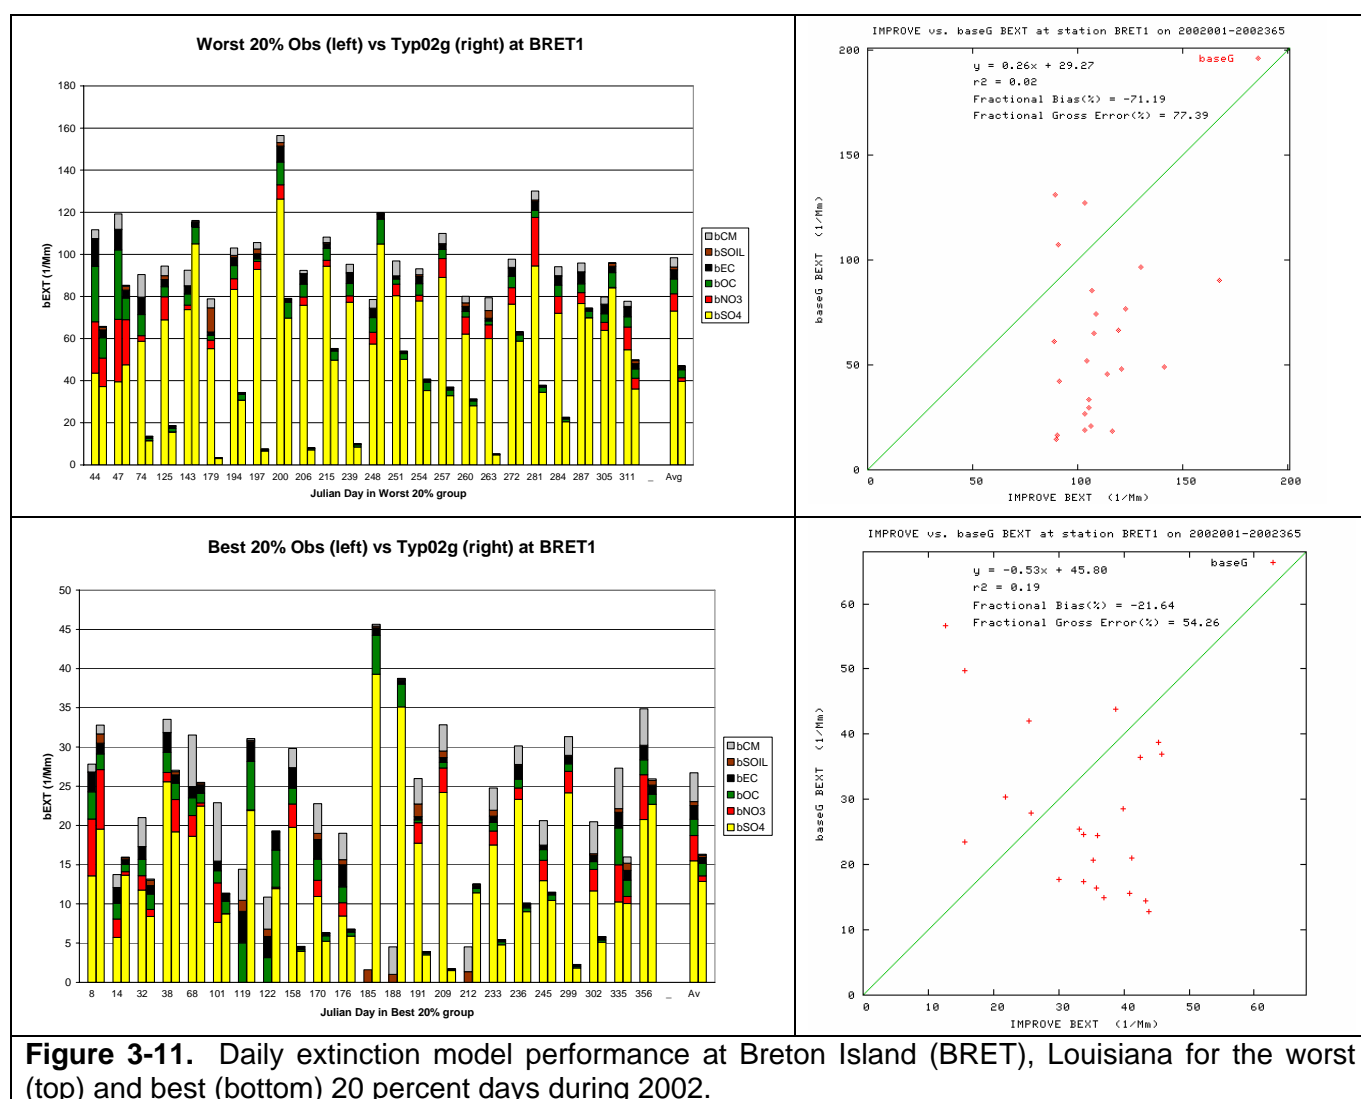 Worst 20% Obs (left) vs Typ02g (right) at BRET1
180
160
140
120
100
80
60
40
20
0
bEXT (1/Mm)
44 47 74 125 143 179 194 197 200 206 215 239 248 251 254 257 260 263 272 281 284 287 305 311 _ Avg
Julian Day in Worst 20% group
bCM
bSOIL
bEC
bOC
bNO3
bSO4
IMPROVE vs. baseG BEXT at station BRET1 on 2002001-2002365
baseG
y = 0.26x + 29.27
r2 = 0.02
Fractional Bias(%) = -71.19
Fractional Gross Error(%) = 77.39
200
150
100
50
0
baseG BEXT (1/Mm)
0 50 100 150 200
IMPROVE BEXT (1/Mm)
Best 20% Obs (left) vs Typ02g (right) at BRET1
50
45
40
35
30
25
20
15
10
5
0
bEXT (1/Mm)
8 14 32 38 68 101 119 122 158 170 176 185 188 191 209 212 233 236 245 299 302 335 356 _ Av
Julian Day in Best 20% group
bCM
bSOIL
bEC
bOC
bNO3
bSO4
IMPROVE vs. baseG BEXT at station BRET1 on 2002001-2002365
baseG
y = -0.53x + 45.80
r2 = 0.19
Fractional Bias(%) = -21.64
Fractional Gross Error(%) = 54.26
60
50
40
30
20
10
0
baseG BEXT (1/Mm)
0 10 20 30 40 50 60
IMPROVE BEXT (1/Mm)
Figure 3-11. Daily extinction model performance at Breton Island (BRET), Louisiana for the worst
(top) and best (bottom) 20 percent days during 2002.